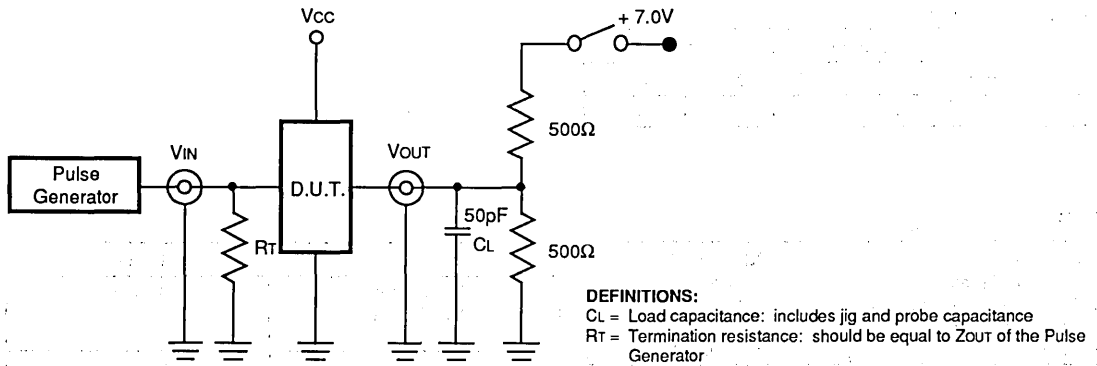 VCC
+ 7.0V
500Ω
VIN
VOUT
Pulse
Generator
D.U.T.
50pF
CL
RT
500Ω
DEFINITIONS:
CL = Load capacitance: includes jig and probe capacitance
RT = Termination resistance: should be equal to ZOUT of the Pulse
Generator